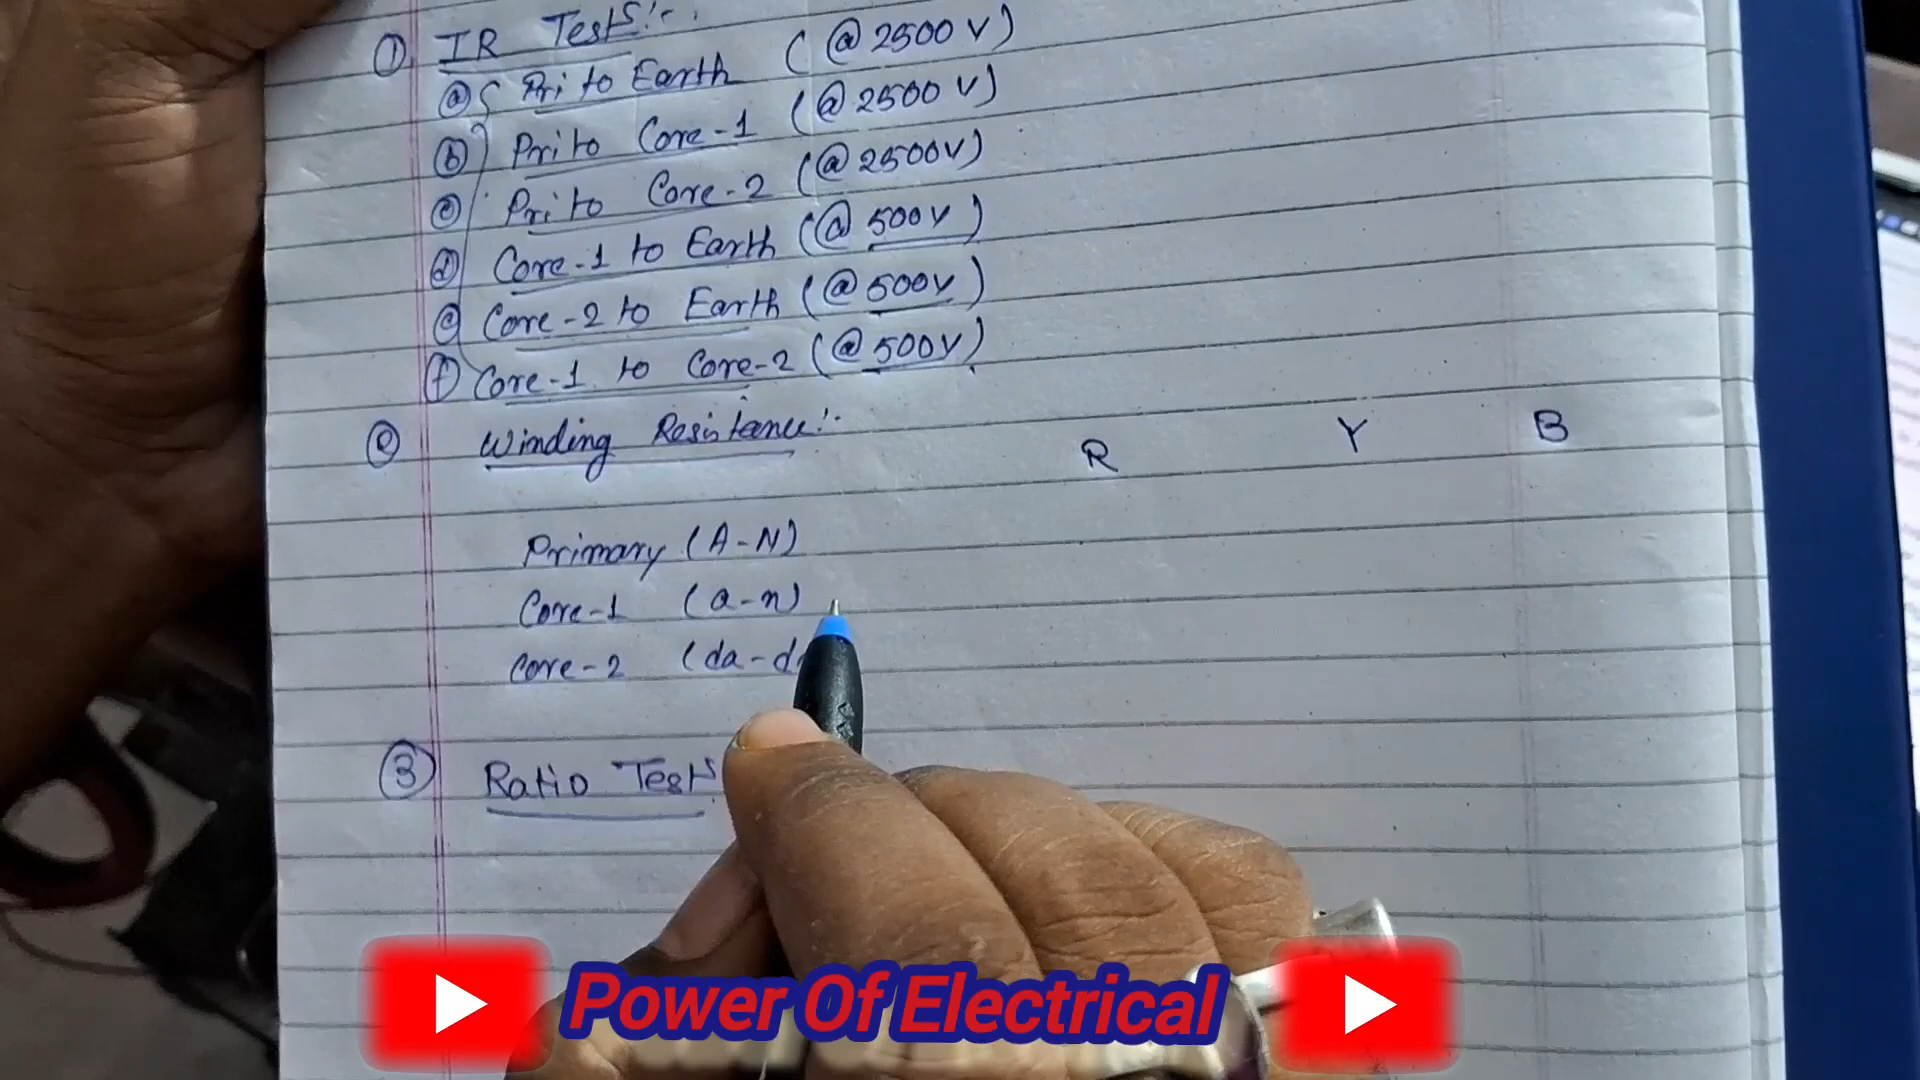 ① IR Tests:-
ⓐ Pri to Earth (@ 2500 V)
ⓑ Pri to Core-1 (@ 2500 V)
ⓒ Pri to Core-2 (@ 2500V)
ⓓ Core-1 to Earth (@ 500V)
ⓔ Core-2 to Earth (@ 500V)
ⓕ Core-1 to Core-2 (@ 500V)
② Winding Resistance:-
R Y B
Primary (A-N)
Core-1 (a-n)
Core-2 (da-d
③ Ratio Test
Power Of Electrical